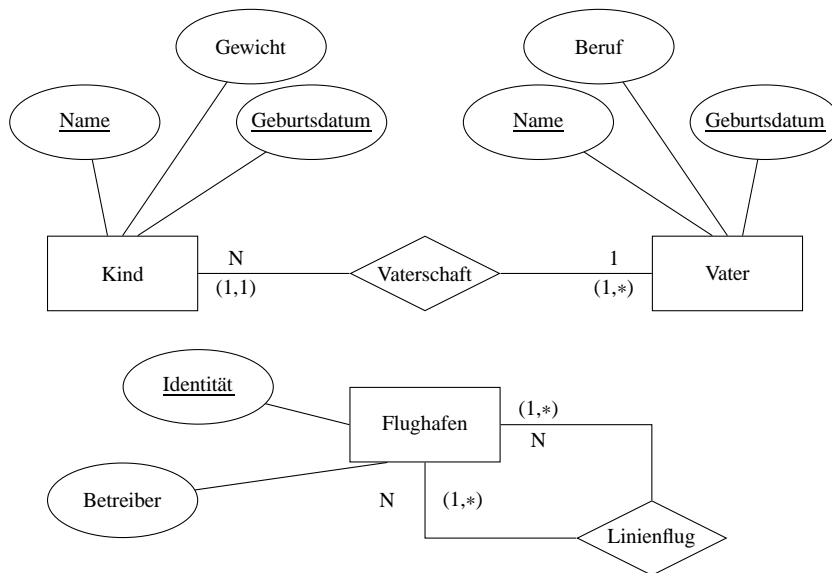 Gewicht
Beruf
Name
Geburtsdatum
Name
Geburtsdatum
Kind
N
(1,1)
Vaterschaft
1
(1,*)
Vater
Identität
Flughafen
(1,*)
N
Betreiber
N
(1,*)
Linienflug